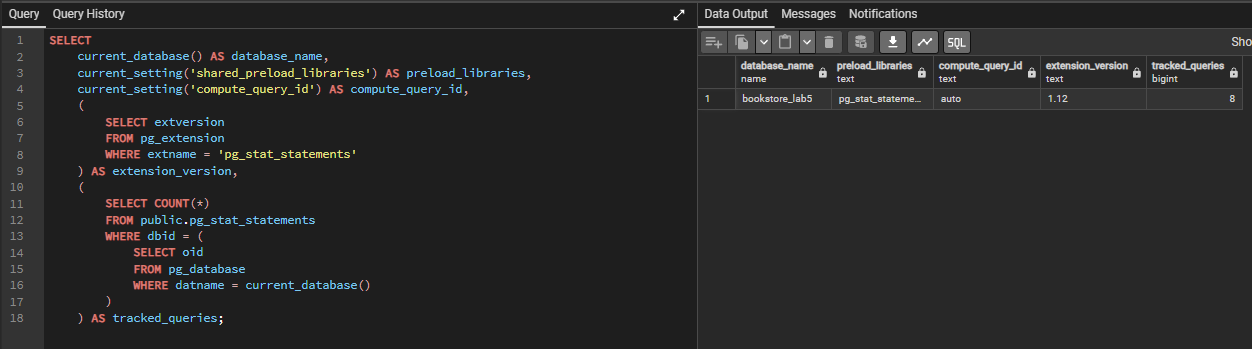 Query Query History
1 SELECT
2 current_database() AS database_name,
3 current_setting('shared_preload_libraries') AS preload_libraries,
4 current_setting('compute_query_id') AS compute_query_id,
5 (
6 SELECT extversion
7 FROM pg_extension
8 WHERE extname = 'pg_stat_statements'
9 ) AS extension_version,
10 (
11 SELECT COUNT(*)
12 FROM public.pg_stat_statements
13 WHERE dbid = (
14 SELECT oid
15 FROM pg_database
16 WHERE datname = current_database()
17 )
18 ) AS tracked_queries;
Data Output Messages Notifications
SQL Sho
database_name preload_libraries compute_query_id extension_version tracked_queries
name text text text bigint
1 bookstore_lab5 pg_stat_stateme... auto 1.12 8